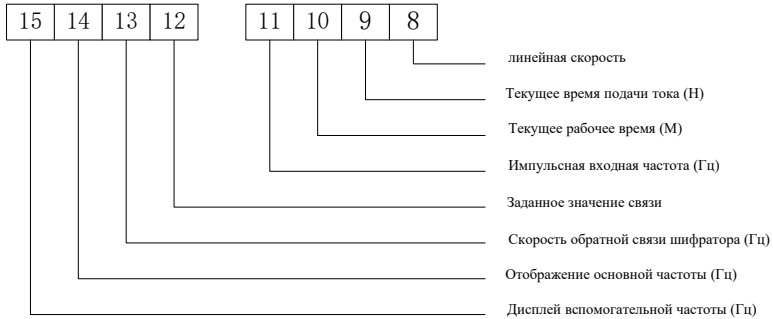 15 14 13 12 11 10 9 8
линейная скорость
Текущее время подачи тока (H)
Текущее рабочее время (M)
Импульсная входная частота (Гц)
Заданное значение связи
Скорость обратной связи шифратора (Гц)
Отображение основной частоты (Гц)
Дисплей вспомогательной частоты (Гц)